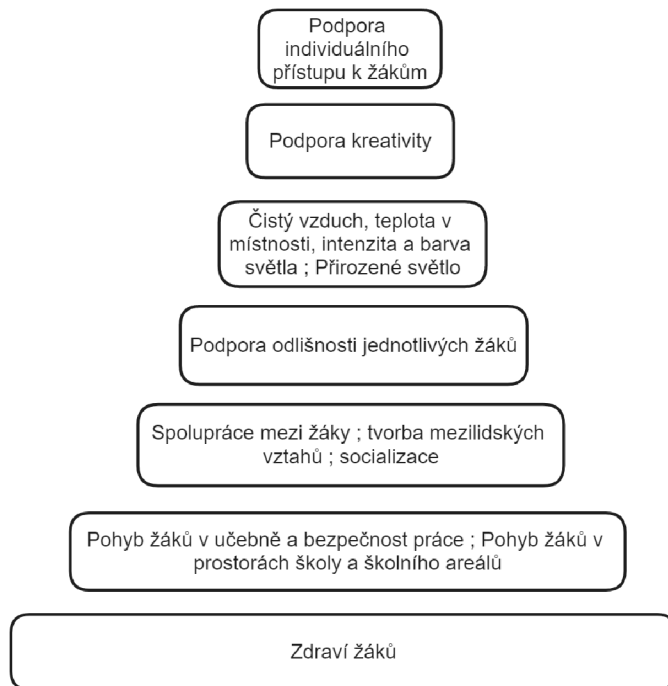 Podpora
individuálního
přístupu k žákům
Podpora kreativity
Čistý vzduch, teplota v
místnosti, intenzita a barva
světla ; Přirozené světlo
Podpora odlišnosti jednotlivých žáků
Spolupráce mezi žáky ; tvorba mezilidských
vztahů ; socializace
Pohyb žáků v učebně a bezpečnost práce ; Pohyb žáků v
prostorách školy a školního areálů
Zdraví žáků